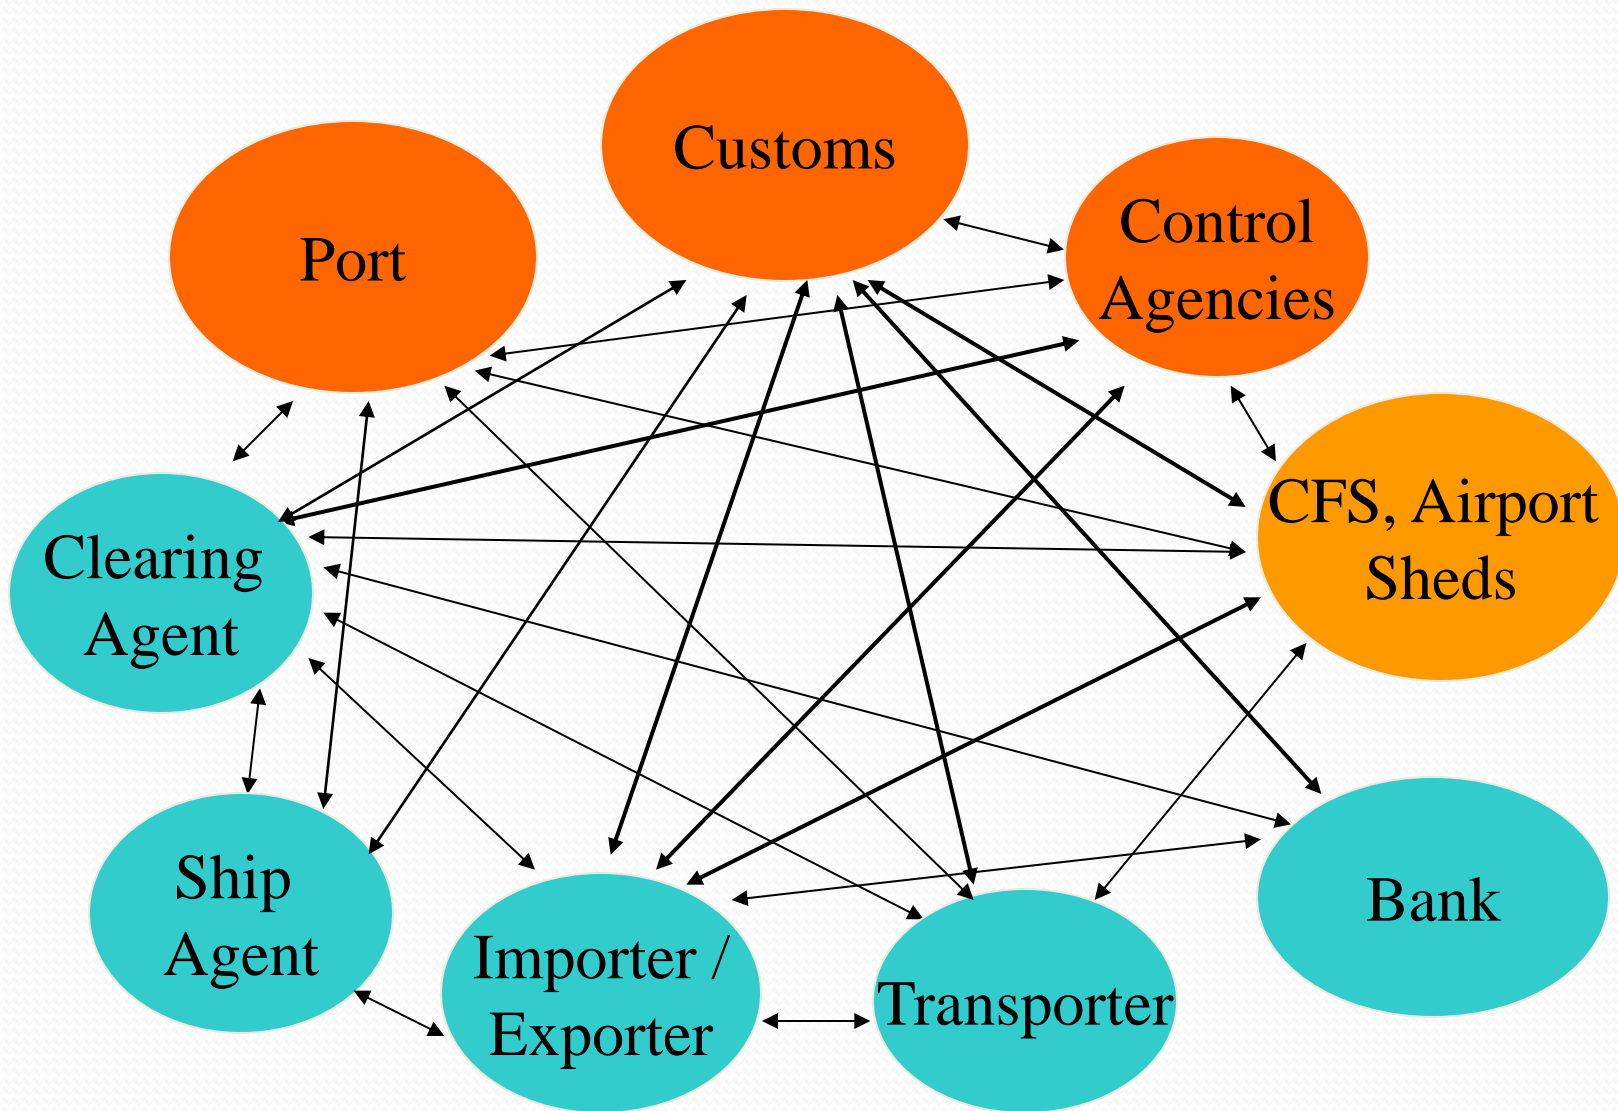 Customs
Port
Control
Agencies
CFS, Airport
Sheds
Clearing
Agent
Ship
Agent
Importer /
Exporter
Transporter
Bank